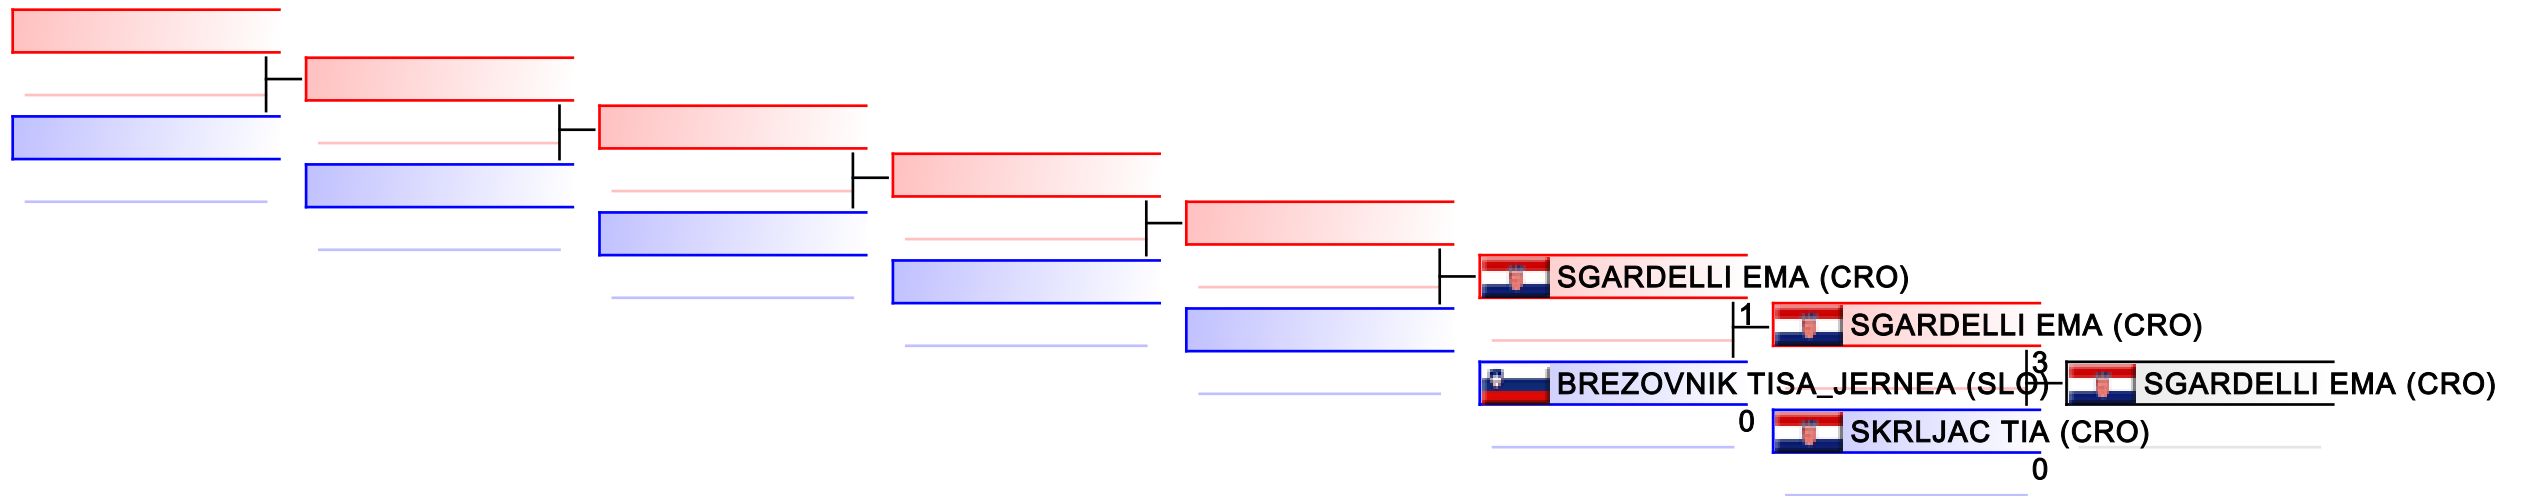 SGARDELLI EMA (CRO)
1
SGARDELLI EMA (CRO)
BREZOVNIK TISA_JERNEA (SLO)
3
SGARDELLI EMA (CRO)
0
SKRLJAC TIA (CRO)
0